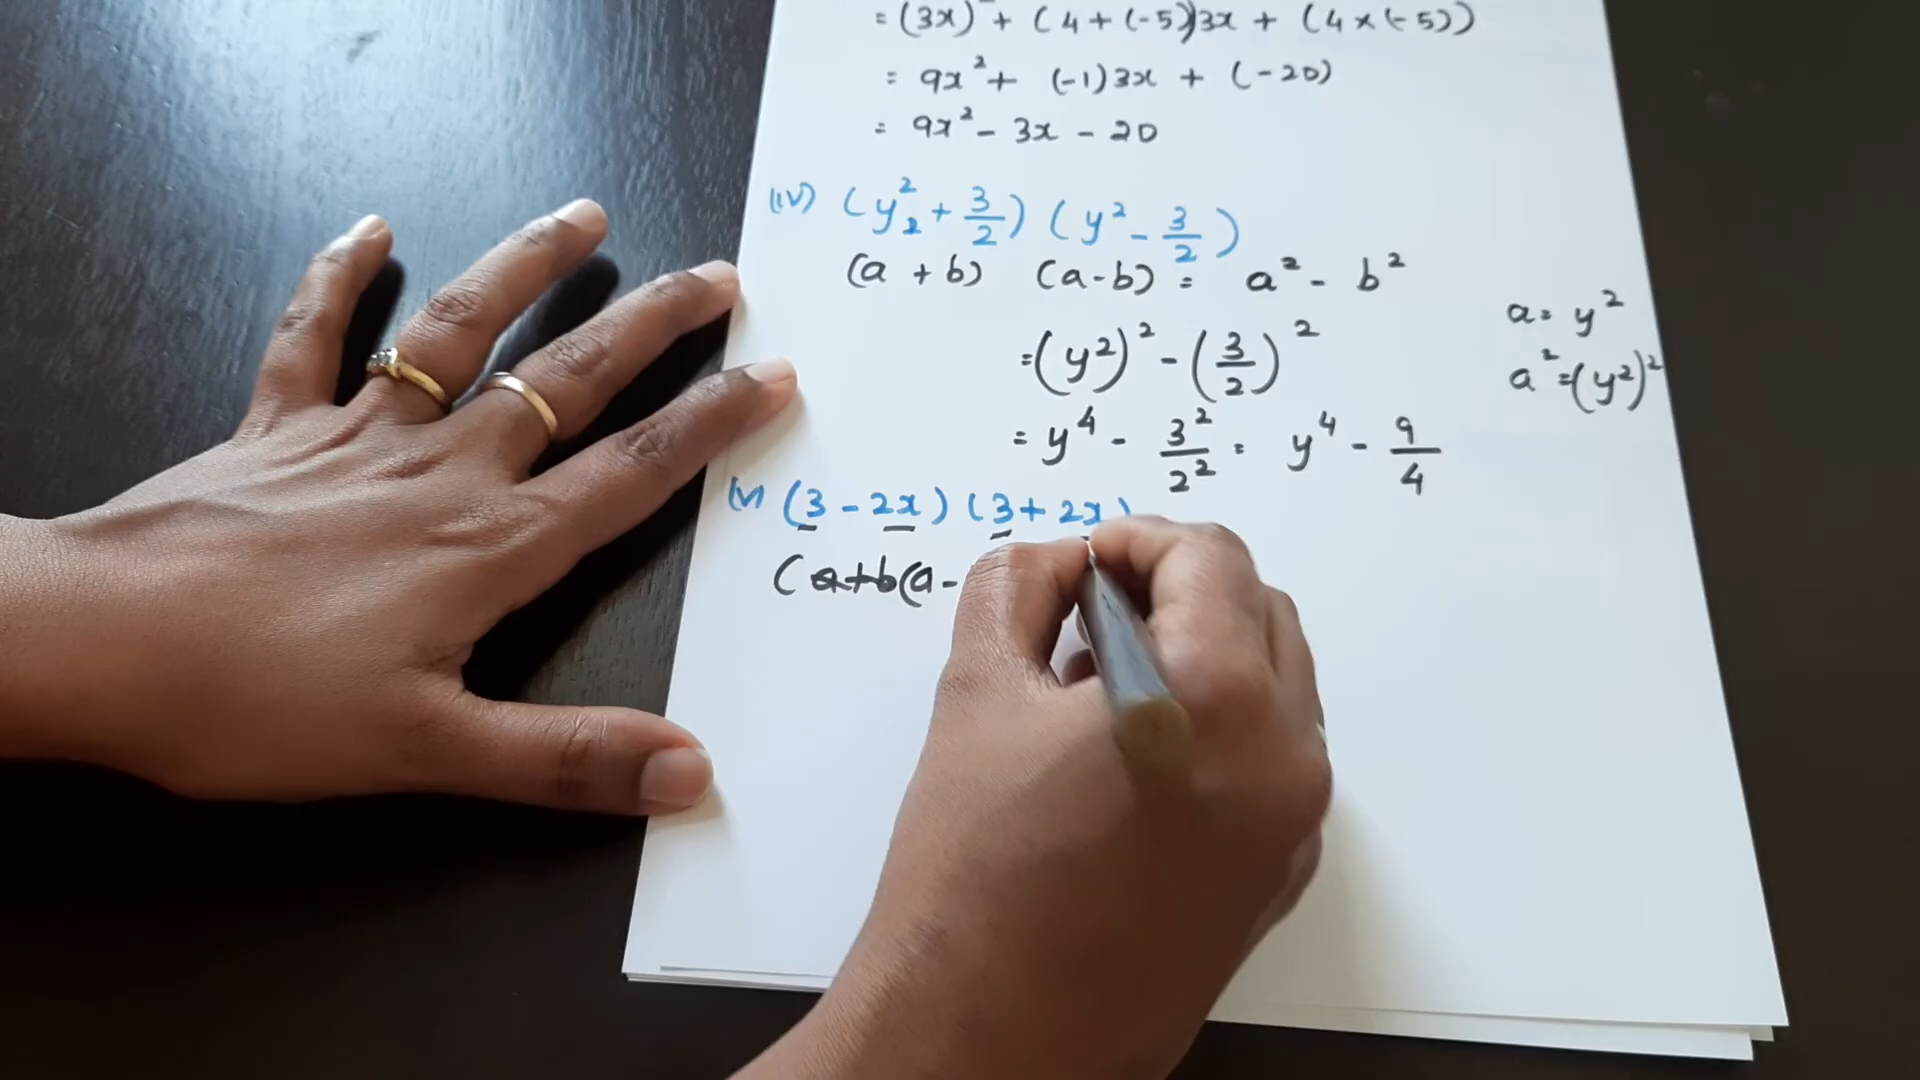 = (3x)² + (4 + (-5))3x + (4 × (-5))
= 9x² + (-1)3x + (-20)
= 9x² - 3x - 20
(iv) (y²₂ + 3/2) (y² - 3/2)
(a + b) (a - b) = a² - b²
a = y²
= (y²)² - (3/2)²
a² = (y²)²
= y⁴ - 3²/2² = y⁴ - 9/4
(v) (3 - 2x) (3 + 2x)
( a+b (a -